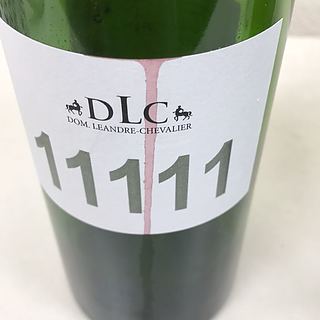 DLC
DOM. LEANDRE-CHEVALIER
11111